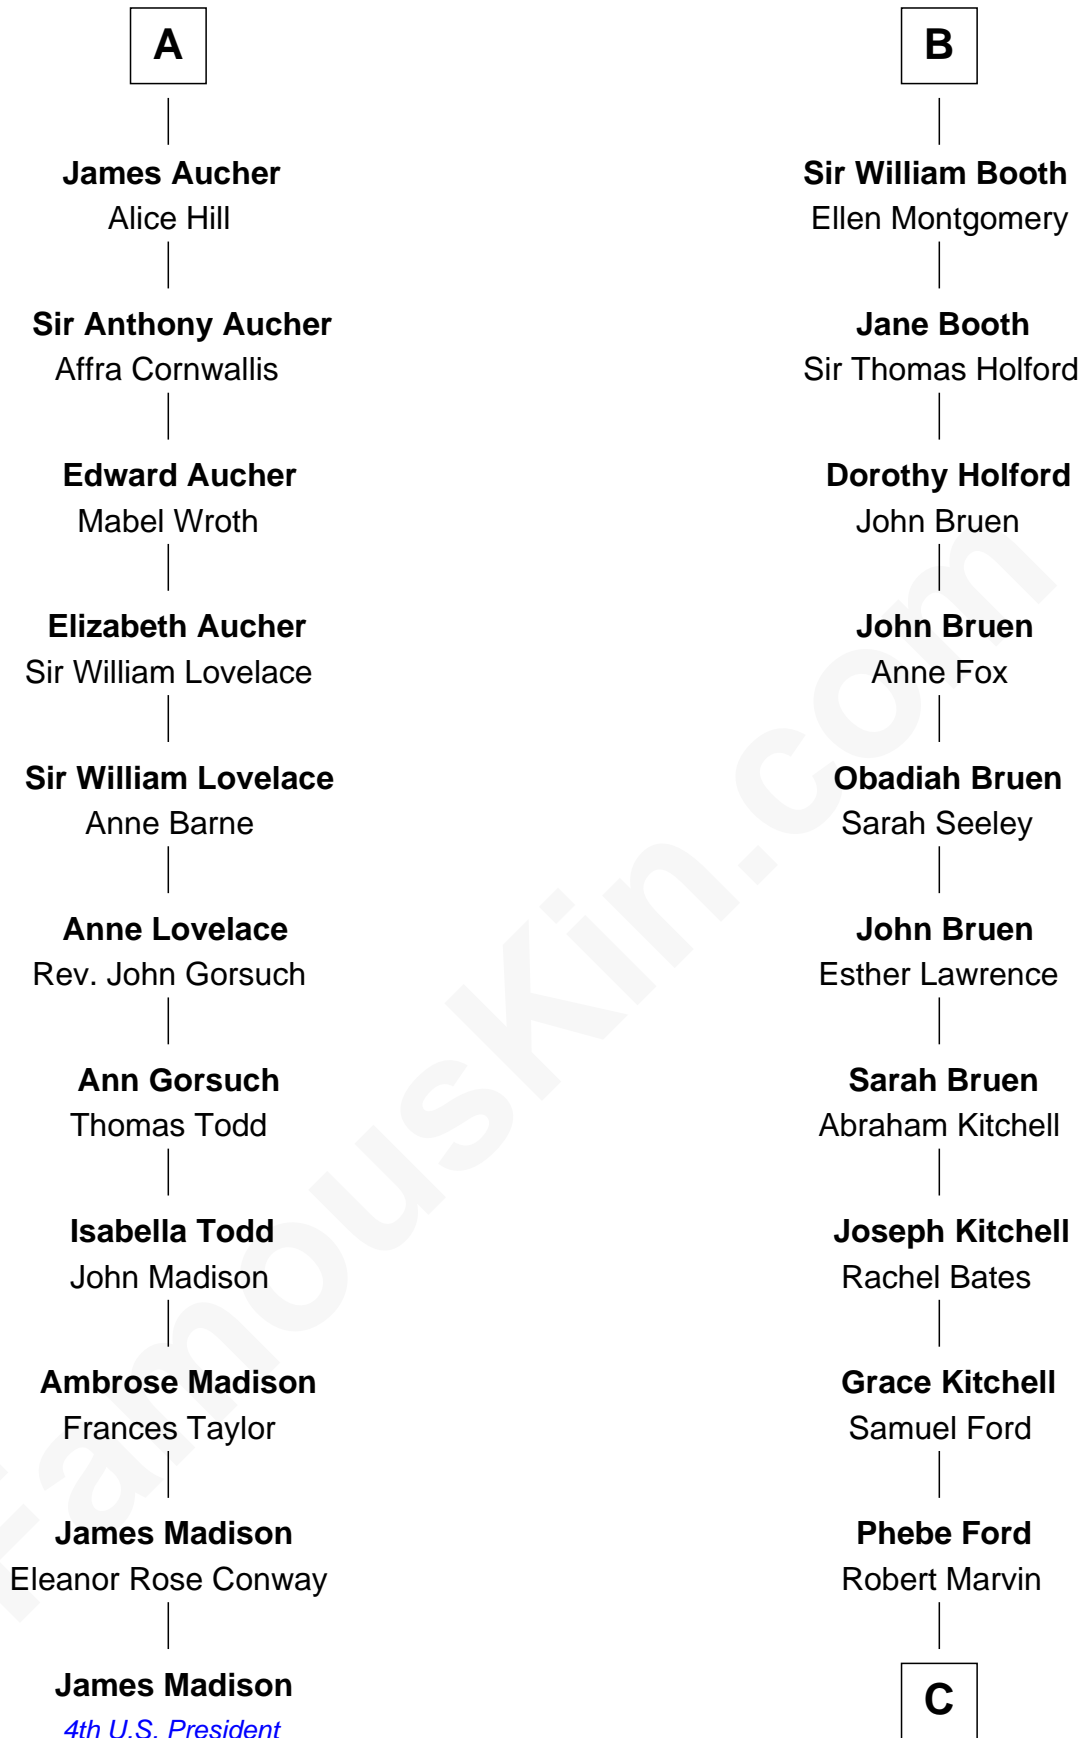 A
James Aucher
Alice Hill
Sir Anthony Aucher
Affra Cornwallis
Edward Aucher
Mabel Wroth
Elizabeth Aucher
Sir William Lovelace
Sir William Lovelace
Anne Barne
Anne Lovelace
Rev. John Gorsuch
Ann Gorsuch
Thomas Todd
Isabella Todd
John Madison
Ambrose Madison
Frances Taylor
James Madison
Eleanor Rose Conway
James Madison
4th U.S. President
B
Sir William Booth
Ellen Montgomery
Jane Booth
Sir Thomas Holford
Dorothy Holford
John Bruen
John Bruen
Anne Fox
Obadiah Bruen
Sarah Seeley
John Bruen
Esther Lawrence
Sarah Bruen
Abraham Kitchell
Joseph Kitchell
Rachel Bates
Grace Kitchell
Samuel Ford
Phebe Ford
Robert Marvin
C
FamousKin.com